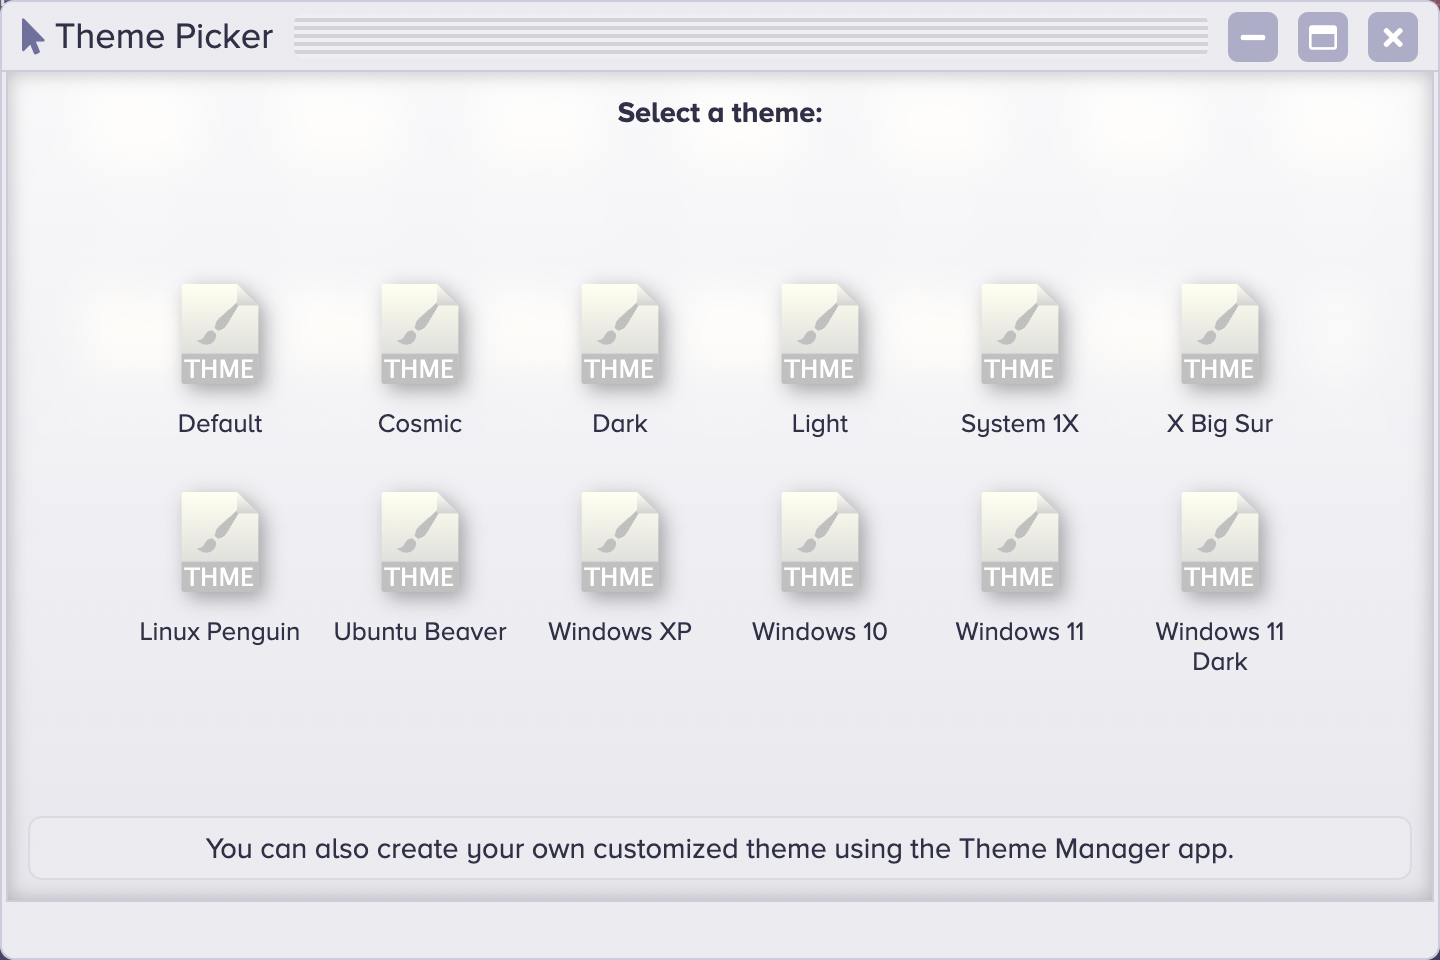 Theme Picker
Select a theme:
THME THME THME THME THME THME
Default Cosmic Dark Light System 1X X Big Sur
THME THME THME THME THME THME
Linux Penguin Ubuntu Beaver Windows XP Windows 10 Windows 11 Windows 11
Dark
You can also create your own customized theme using the Theme Manager app.